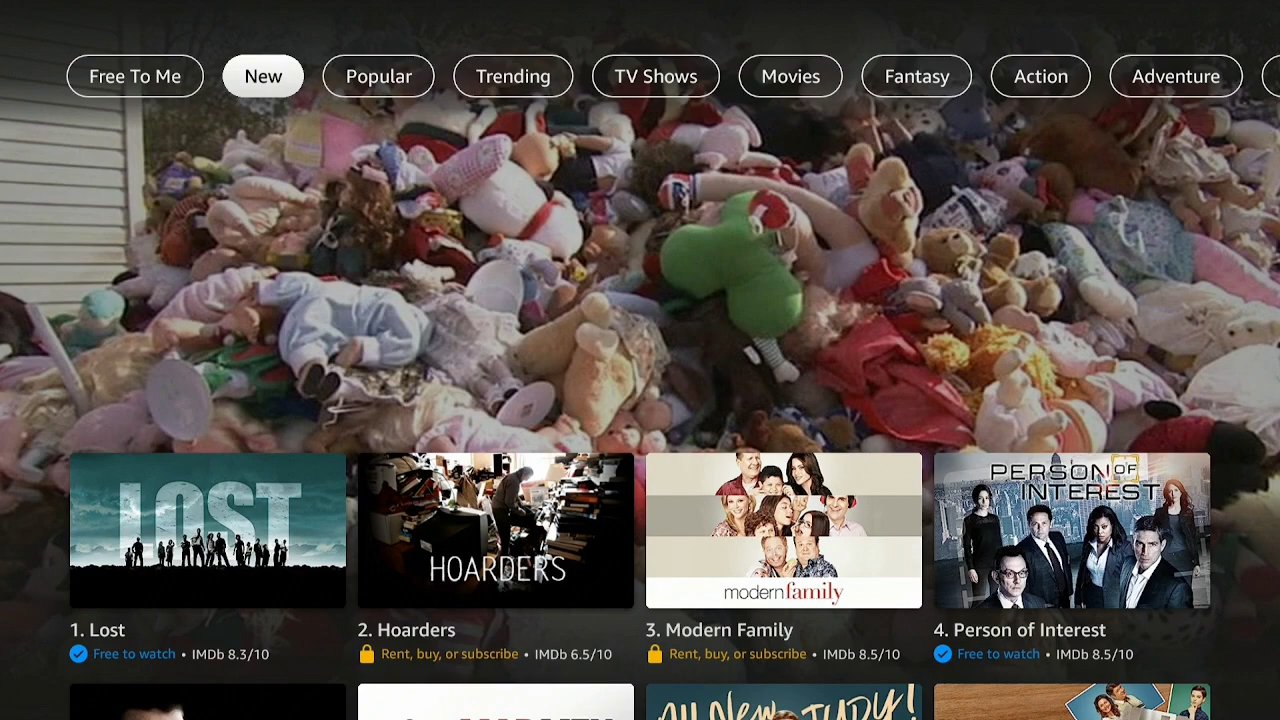 Free To Me
New
Popular
Trending
TV Shows
Movies
Fantasy
Action
Adventure
LOST
HOARDERS
modern family
PERSON OF INTEREST
1. Lost
Free to watch • IMDb 8.3/10
2. Hoarders
Rent, buy, or subscribe • IMDb 6.5/10
3. Modern Family
Rent, buy, or subscribe • IMDb 8.5/10
4. Person of Interest
Free to watch • IMDb 8.5/10
All New
JUDY!